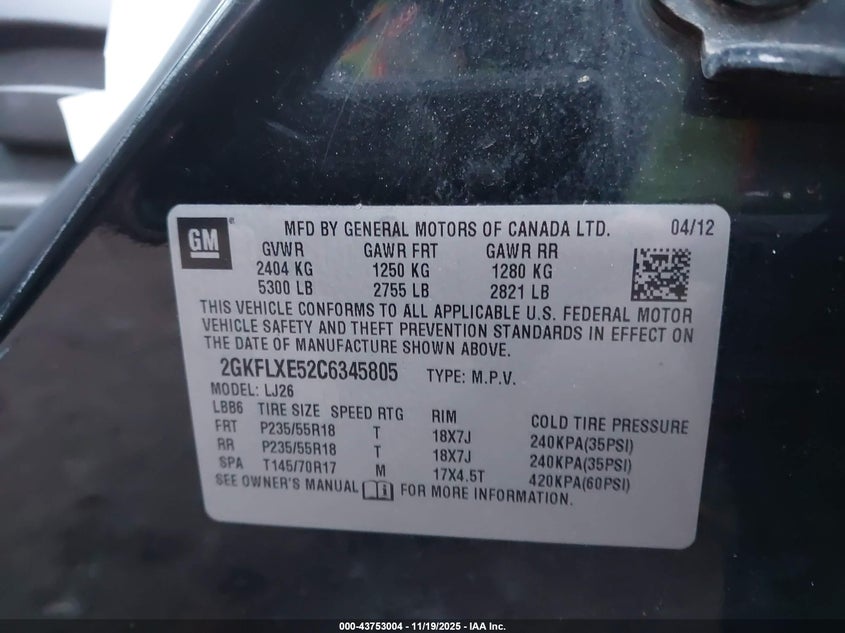 GM
MFD BY GENERAL MOTORS OF CANADA LTD. 04/12
GVWR GAWR FRT GAWR RR
2404 KG 1250 KG 1280 KG
5300 LB 2755 LB 2821 LB
THIS VEHICLE CONFORMS TO ALL APPLICABLE U.S. FEDERAL MOTOR
VEHICLE SAFETY AND THEFT PREVENTION STANDARDS IN EFFECT ON
THE DATE OF MANUFACTURE SHOWN ABOVE.
2GKFLXE52C6345805 TYPE: M.P.V.
MODEL: LJ26
LBB6 TIRE SIZE SPEED RTG RIM COLD TIRE PRESSURE
FRT P235/55R18 T 18X7J 240KPA(35PSI)
RR P235/55R18 T 18X7J 240KPA(35PSI)
SPA T145/70R17 M 17X4.5T 420KPA(60PSI)
SEE OWNER'S MANUAL FOR MORE INFORMATION.
000-43753004 - 11/19/2025 - IAA Inc.